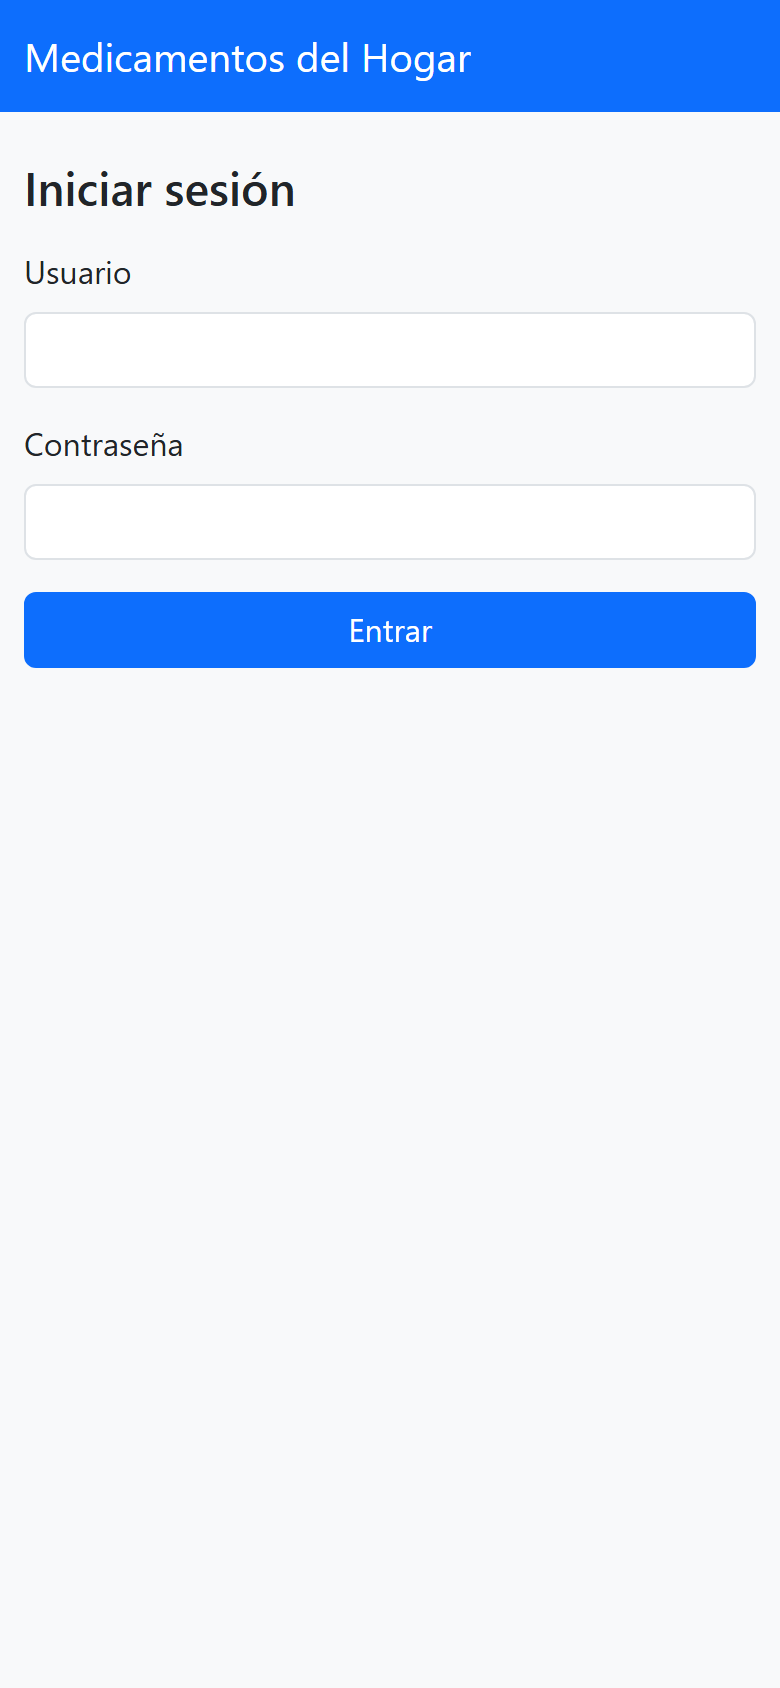 Medicamentos del Hogar
Iniciar sesión
Usuario
Contraseña
Entrar